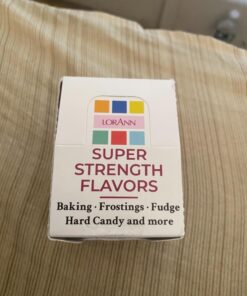 LORANN
SUPER
STRENGTH
FLAVORS
Baking · Frostings · Fudge
Hard Candy and more